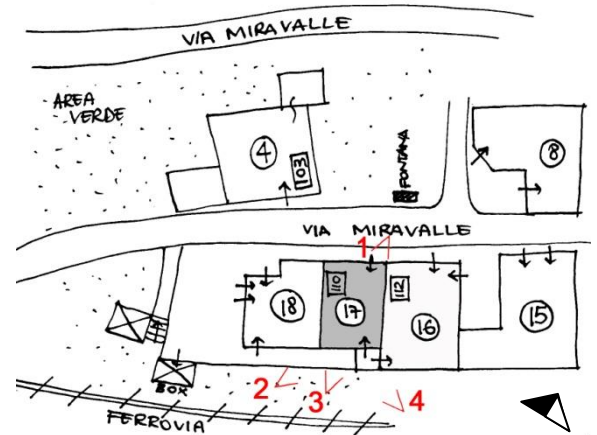 VIA MIRAVALLE
AREA
VERDE
4
103
FONTANA
8
VIA MIRAVALLE
1
110
112
18
17
16
15
BOX
2
3
4
FERROVIA